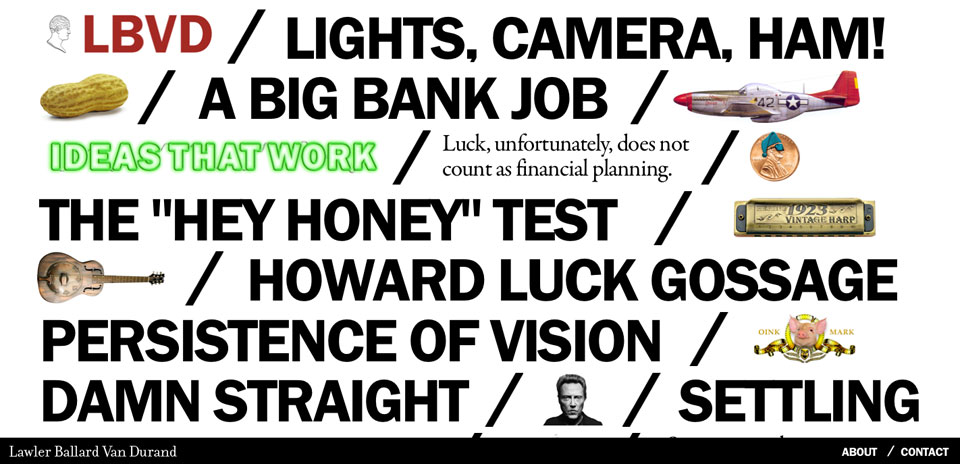 LBVD / LIGHTS, CAMERA, HAM!
/ A BIG BANK JOB / 42
IDEAS THAT WORK / Luck, unfortunately, does not
count as financial planning. /
THE "HEY HONEY" TEST / 1923
VINTAGE HARP
/ HOWARD LUCK GOSSAGE
PERSISTENCE OF VISION / OINK MARK
DAMN STRAIGHT / / SETTLING
Lawler Ballard Van Durand ABOUT / CONTACT